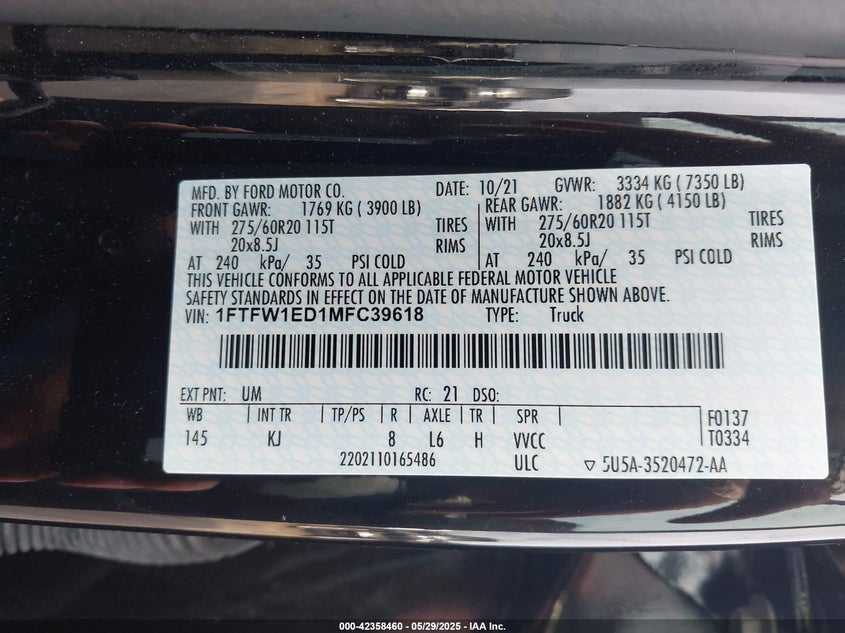 MFD. BY FORD MOTOR CO. DATE: 10/21 GVWR: 3334 KG ( 7350 LB)
FRONT GAWR: 1769 KG ( 3900 LB) REAR GAWR: 1882 KG ( 4150 LB)
WITH 275/60R20 115T TIRES WITH 275/60R20 115T TIRES
20x8.5J RIMS 20x8.5J RIMS
AT 240 kPa/ 35 PSI COLD AT 240 kPa/ 35 PSI COLD
THIS VEHICLE CONFORMS TO ALL APPLICABLE FEDERAL MOTOR VEHICLE
SAFETY STANDARDS IN EFFECT ON THE DATE OF MANUFACTURE SHOWN ABOVE.
VIN: 1FTFW1ED1MFC39618 TYPE: Truck
EXT PNT: UM RC: 21 DSO:
WB INT TR TP/PS R AXLE TR SPR F0137
145 KJ 8 L6 H VVCC T0334
2202110165486 ULC ▽ 5U5A-3520472-AA
000-42358460 - 05/29/2025 - IAA Inc.